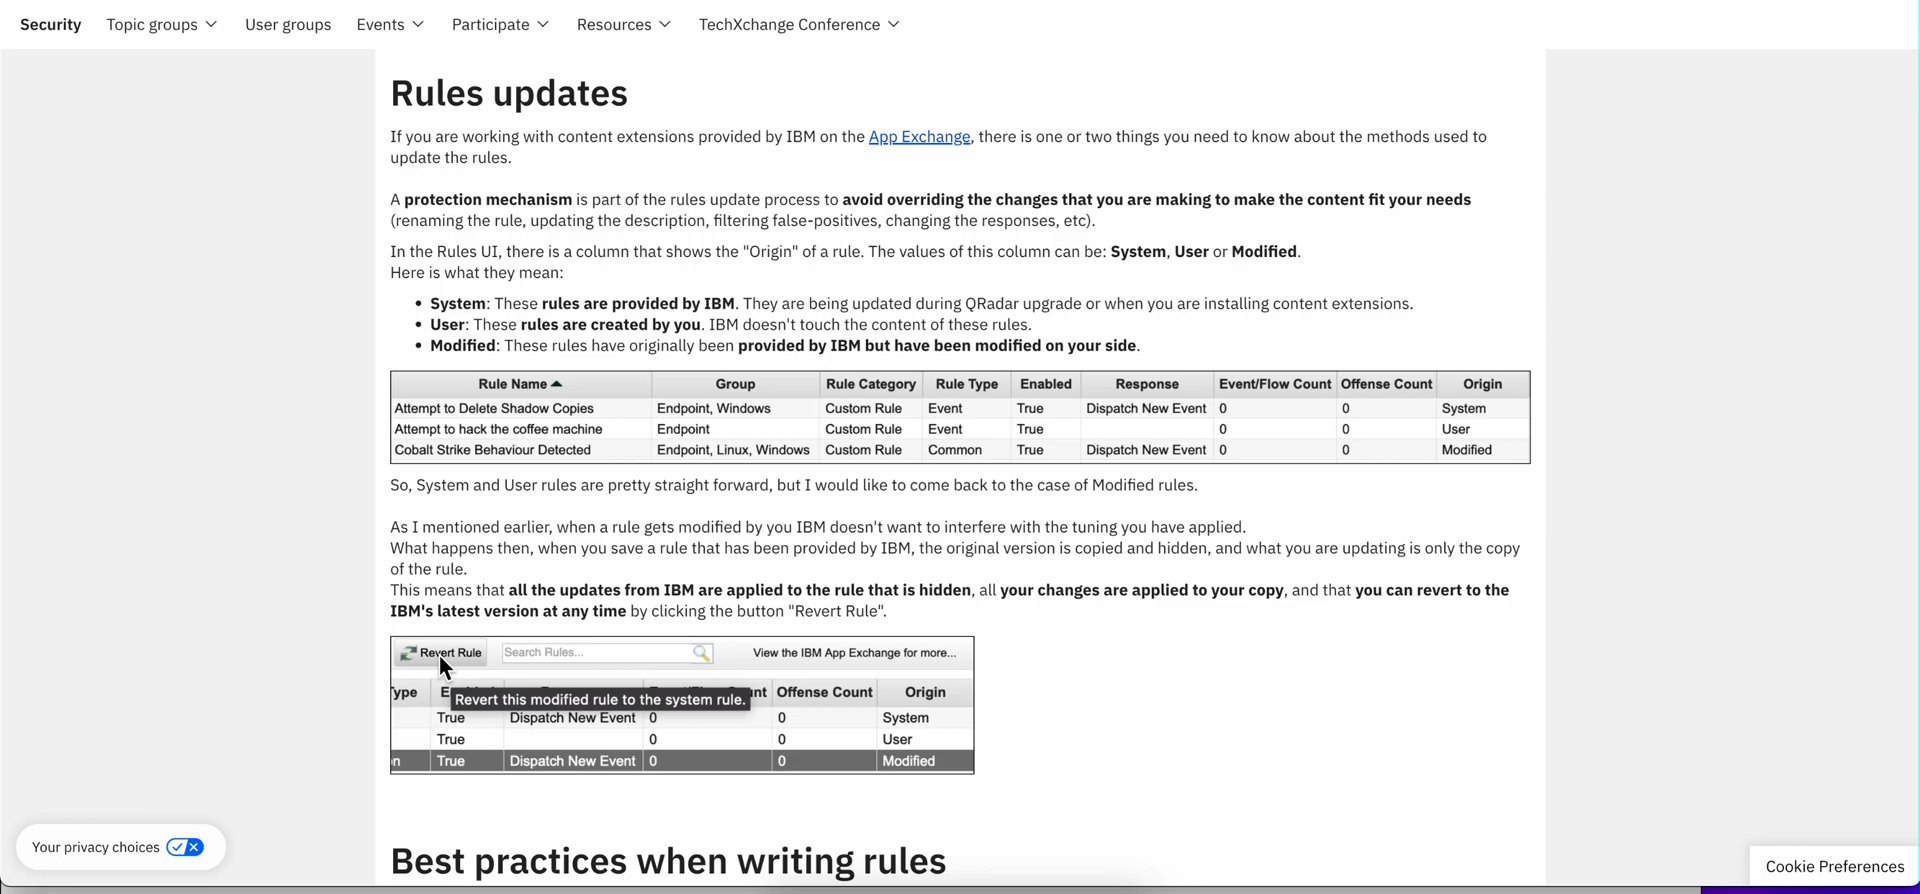 Security Topic groups User groups Events Participate Resources TechXchange Conference
Rules updates
If you are working with content extensions provided by IBM on the App Exchange, there is one or two things you need to know about the methods used to
update the rules.
A protection mechanism is part of the rules update process to avoid overriding the changes that you are making to make the content fit your needs
(renaming the rule, updating the description, filtering false-positives, changing the responses, etc).
In the Rules UI, there is a column that shows the "Origin" of a rule. The values of this column can be: System, User or Modified.
Here is what they mean:
• System: These rules are provided by IBM. They are being updated during QRadar upgrade or when you are installing content extensions.
• User: These rules are created by you. IBM doesn't touch the content of these rules.
• Modified: These rules have originally been provided by IBM but have been modified on your side.
Rule Name Group Rule Category Rule Type Enabled Response Event/Flow Count Offense Count Origin
Attempt to Delete Shadow Copies Endpoint, Windows Custom Rule Event True Dispatch New Event 0 0 System
Attempt to hack the coffee machine Endpoint Custom Rule Event True 0 0 User
Cobalt Strike Behaviour Detected Endpoint, Linux, Windows Custom Rule Common True Dispatch New Event 0 0 Modified
So, System and User rules are pretty straight forward, but I would like to come back to the case of Modified rules.
As I mentioned earlier, when a rule gets modified by you IBM doesn't want to interfere with the tuning you have applied.
What happens then, when you save a rule that has been provided by IBM, the original version is copied and hidden, and what you are updating is only the copy
of the rule.
This means that all the updates from IBM are applied to the rule that is hidden, all your changes are applied to your copy, and that you can revert to the
IBM's latest version at any time by clicking the button "Revert Rule".
Revert Rule Search Rules... View the IBM App Exchange for more...
Offense Count Origin
Revert this modified rule to the system rule.
True Dispatch New Event 0 0 System
True 0 0 User
True Dispatch New Event 0 0 Modified
Best practices when writing rules
Your privacy choices
Cookie Preferences